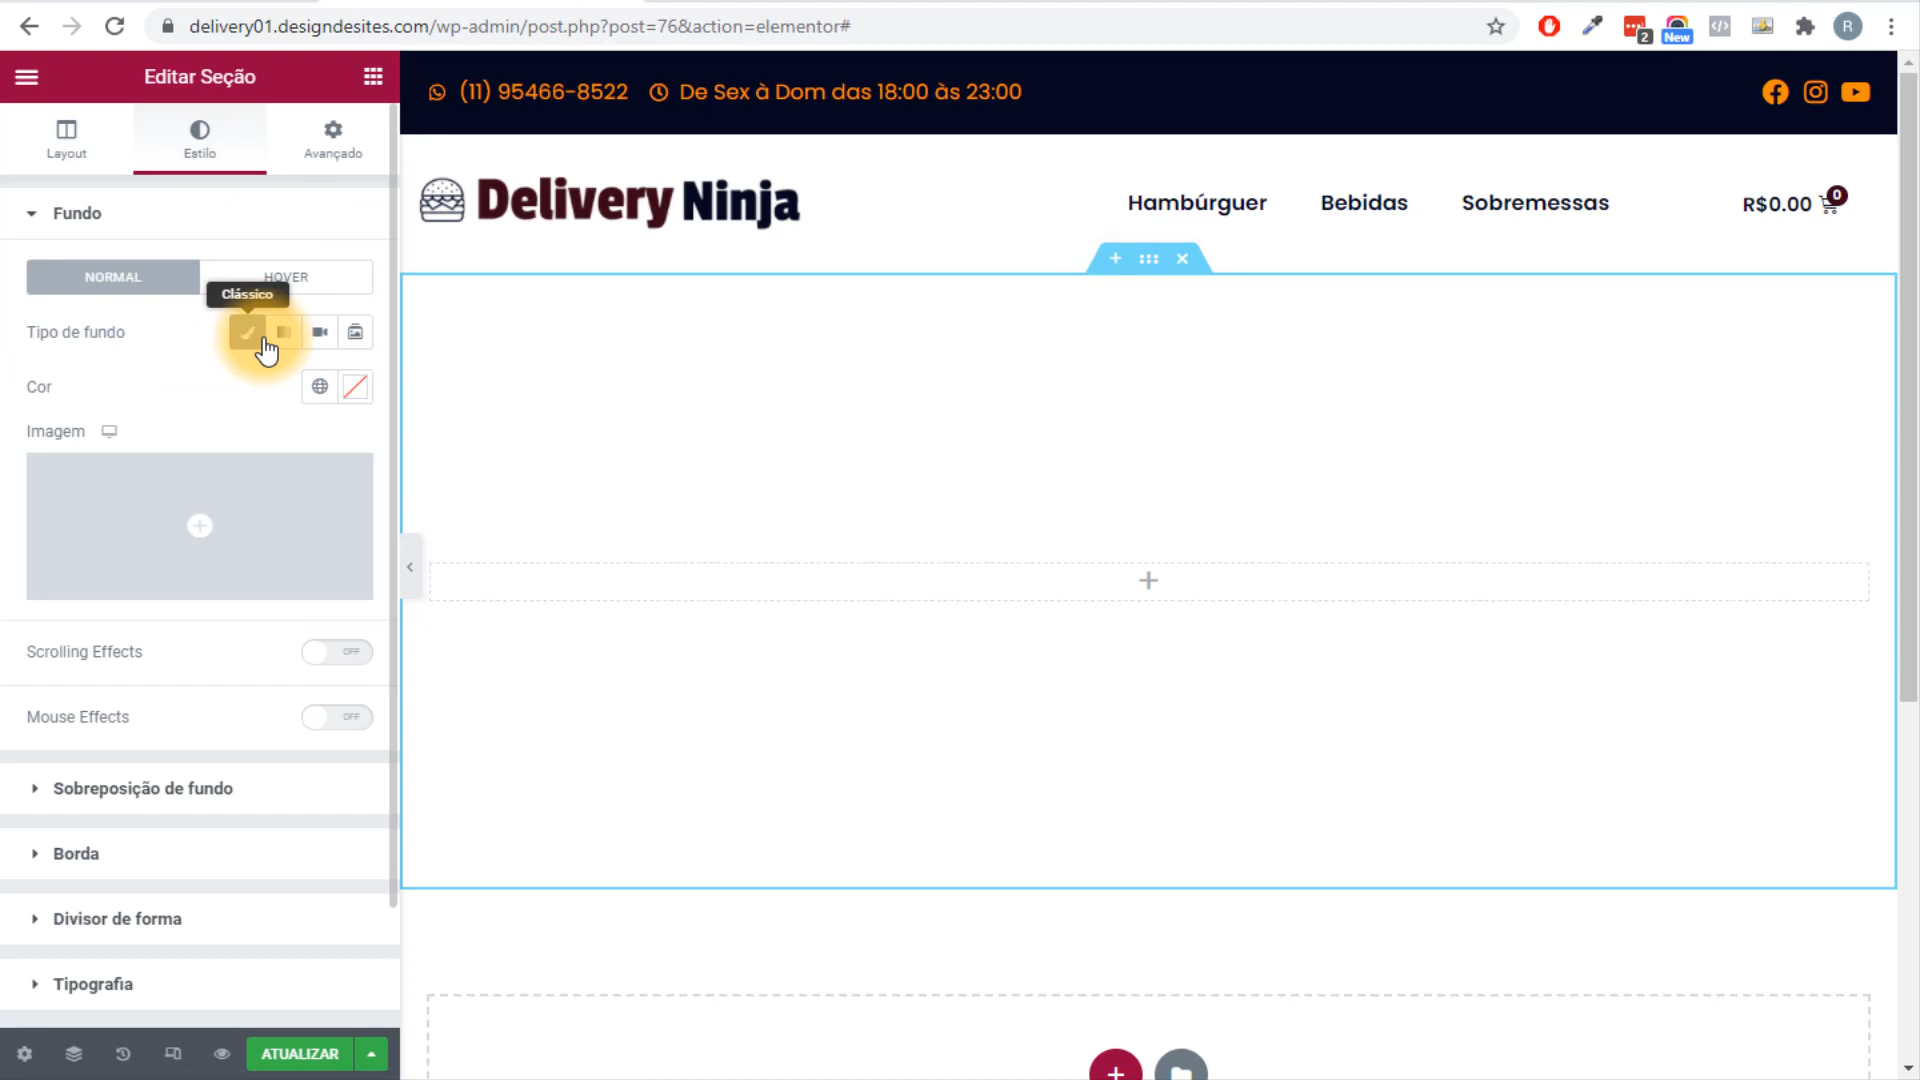 delivery01.designdesites.com/wp-admin/post.php?post=76&action=elementor#
2
New
R
Editar Seção
Layout
Estilo
Avançado
Fundo
NORMAL
HOVER
Clássico
Tipo de fundo
Cor
Imagem
Scrolling Effects
OFF
Mouse Effects
OFF
Sobreposição de fundo
Borda
Divisor de forma
Tipografia
ATUALIZAR
(11) 95466-8522
De Sex à Dom das 18:00 às 23:00
Delivery Ninja
Hambúrguer
Bebidas
Sobremessas
R$0.00
0